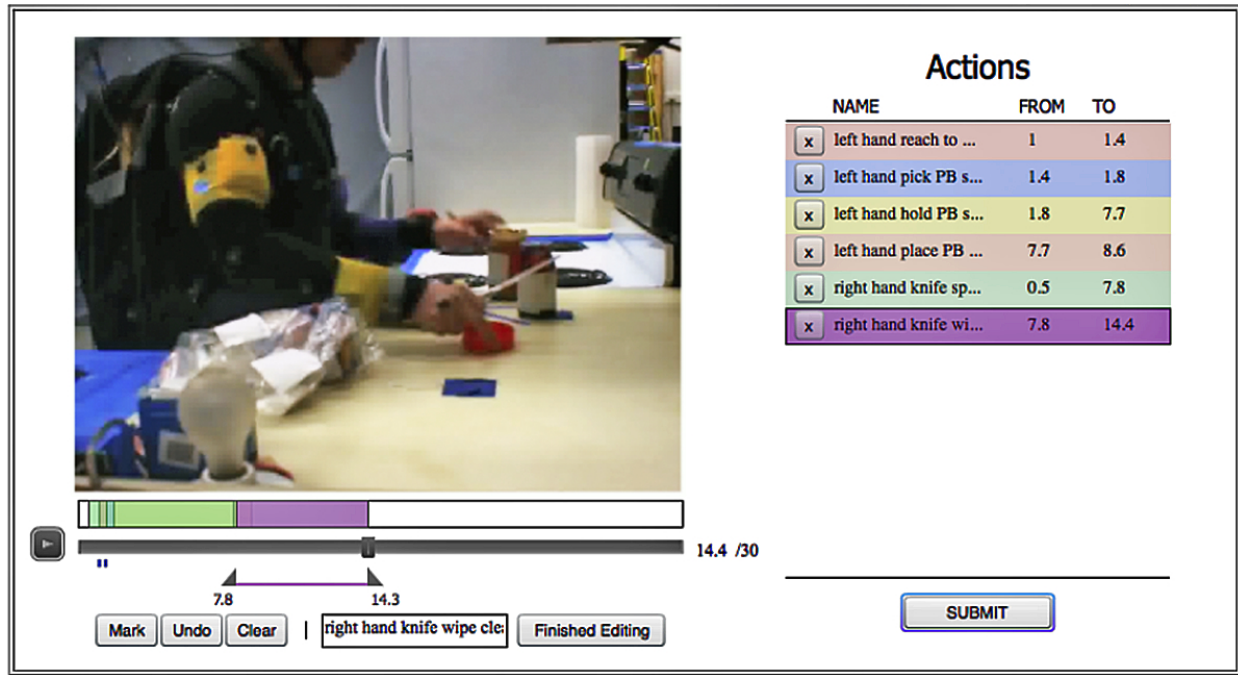 Actions
NAME FROM TO
x left hand reach to ... 1 1.4
x left hand pick PB s... 1.4 1.8
x left hand hold PB s... 1.8 7.7
x left hand place PB ... 7.7 8.6
x right hand knife sp... 0.5 7.8
x right hand knife wi... 7.8 14.4
14.4 /30
7.8 14.3
Mark Undo Clear | right hand knife wipe cle Finished Editing
SUBMIT